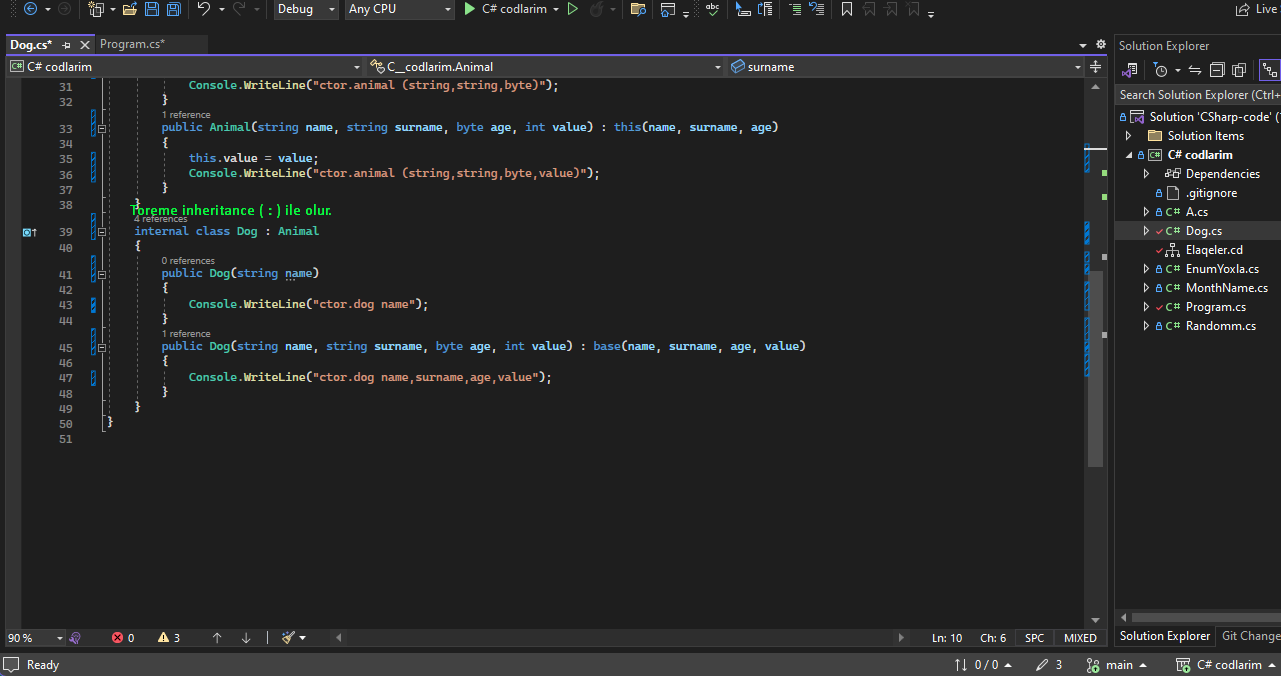 Debug Any CPU C# codlarim Live
Dog.cs* Program.cs*
C# codlarim C__codlarim.Animal surname
31 Console.WriteLine("ctor.animal (string,string,byte)");
32 }
1 reference
33 public Animal(string name, string surname, byte age, int value) : this(name, surname, age)
34 {
35 this.value = value;
36 Console.WriteLine("ctor.animal (string,string,byte,value)");
37 }
38 }
Toreme inheritance ( : ) ile olur.
4 references
39 internal class Dog : Animal
40 {
0 references
41 public Dog(string name)
42 {
43 Console.WriteLine("ctor.dog name");
44 }
1 reference
45 public Dog(string name, string surname, byte age, int value) : base(name, surname, age, value)
46 {
47 Console.WriteLine("ctor.dog name,surname,age,value");
48 }
49 }
50 }
51
90 % 0 3 Ln: 10 Ch: 6 SPC MIXED
Ready 0 / 0 3 main C# codlarim
Solution Explorer
Search Solution Explorer (Ctrl+
Solution 'CSharp-code' (
Solution Items
C# codlarim
Dependencies
.gitignore
C# A.cs
C# Dog.cs
Elaqeler.cd
C# EnumYoxla.cs
C# MonthName.cs
C# Program.cs
C# Randomm.cs
Solution Explorer Git Change